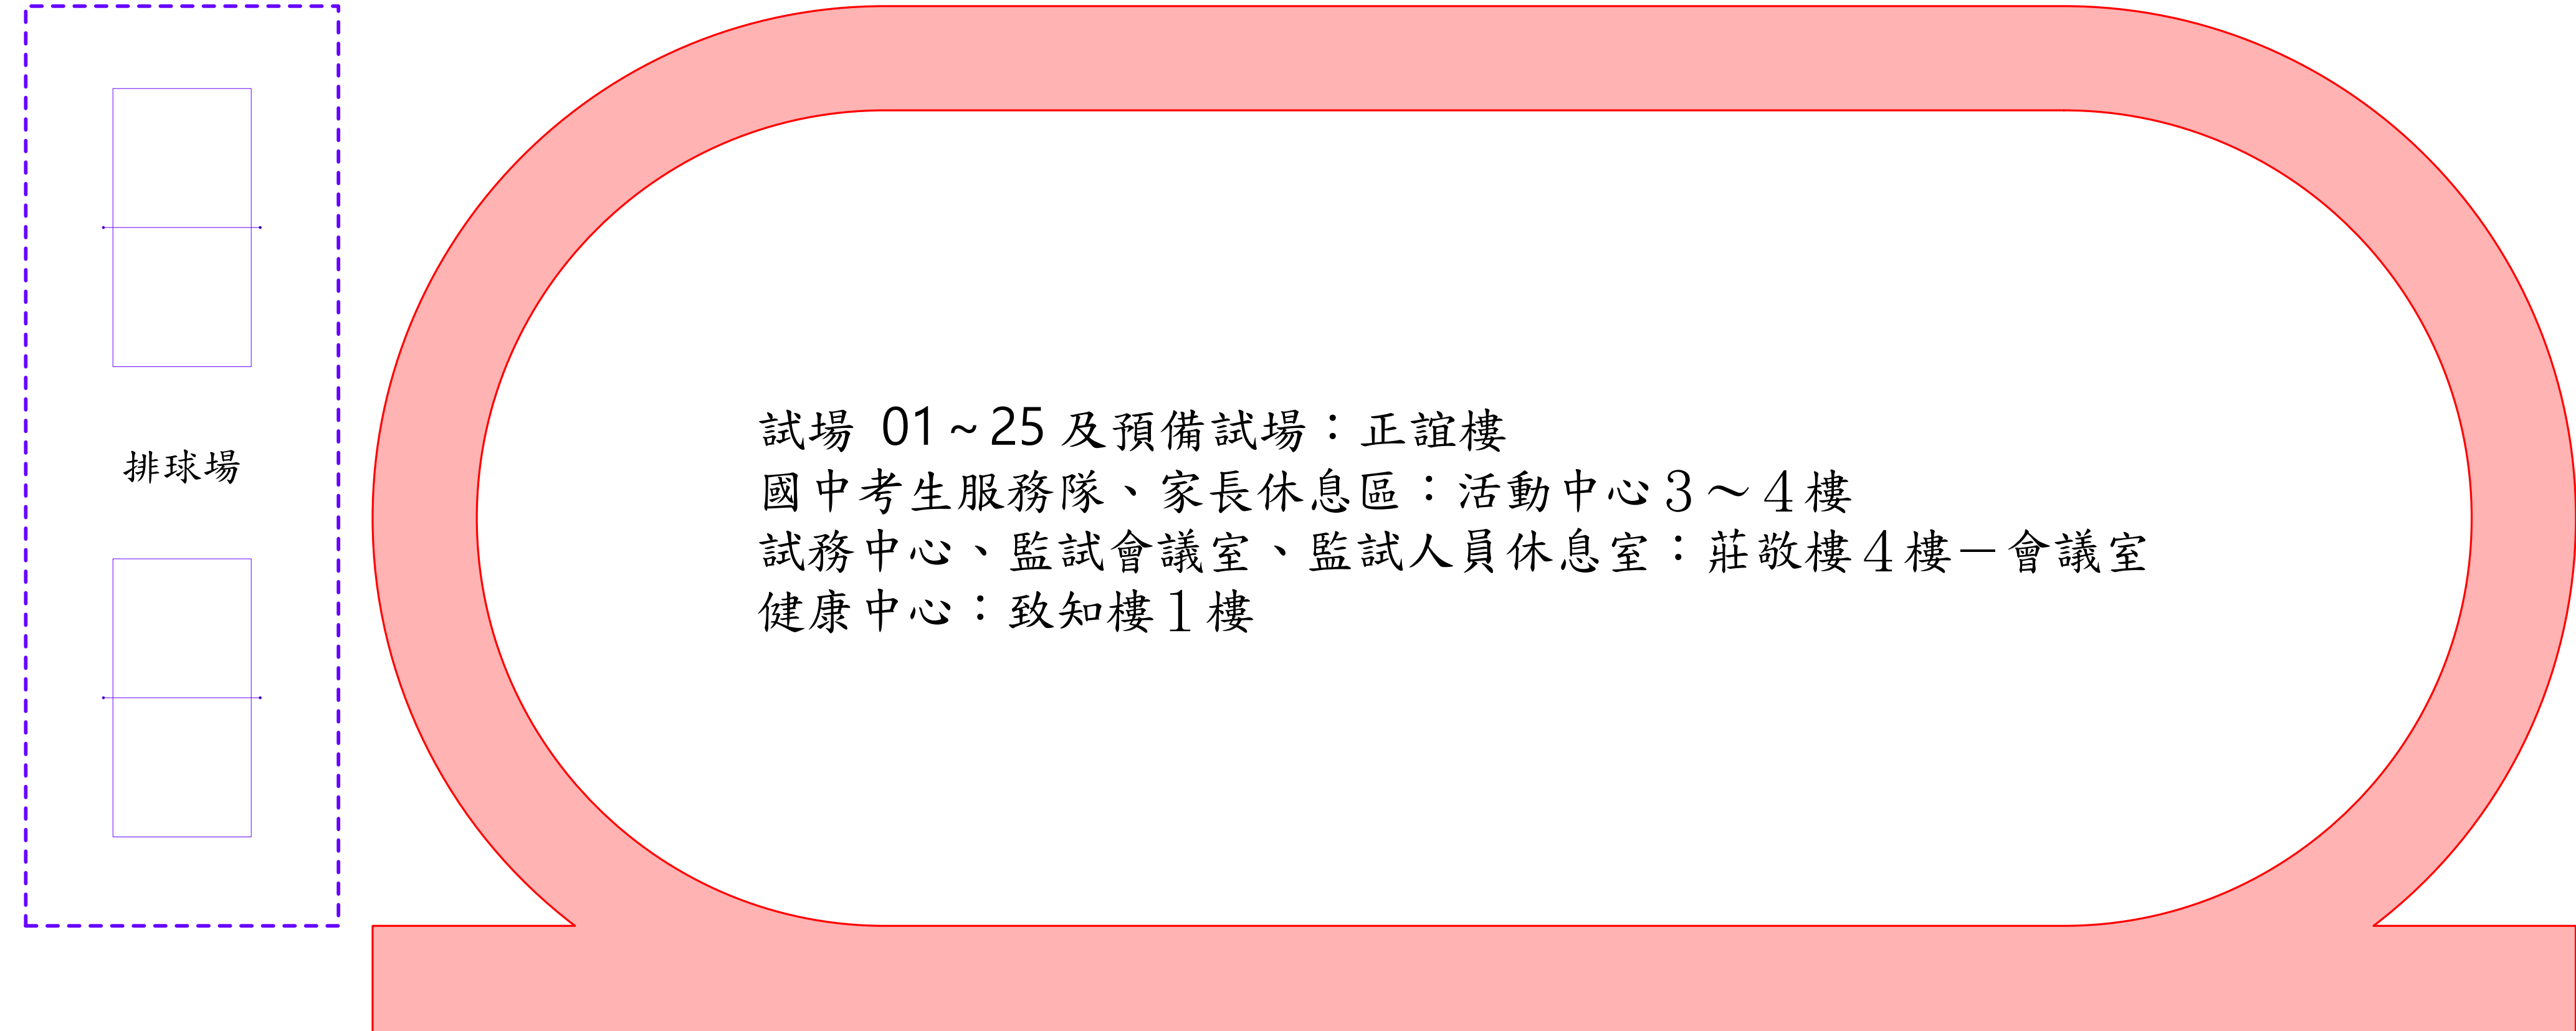 排球場
試場 01~25 及預備試場：正誼樓
國中考生服務隊、家長休息區：活動中心３～４樓
試務中心、監試會議室、監試人員休息室：莊敬樓４樓－會議室
健康中心：致知樓１樓